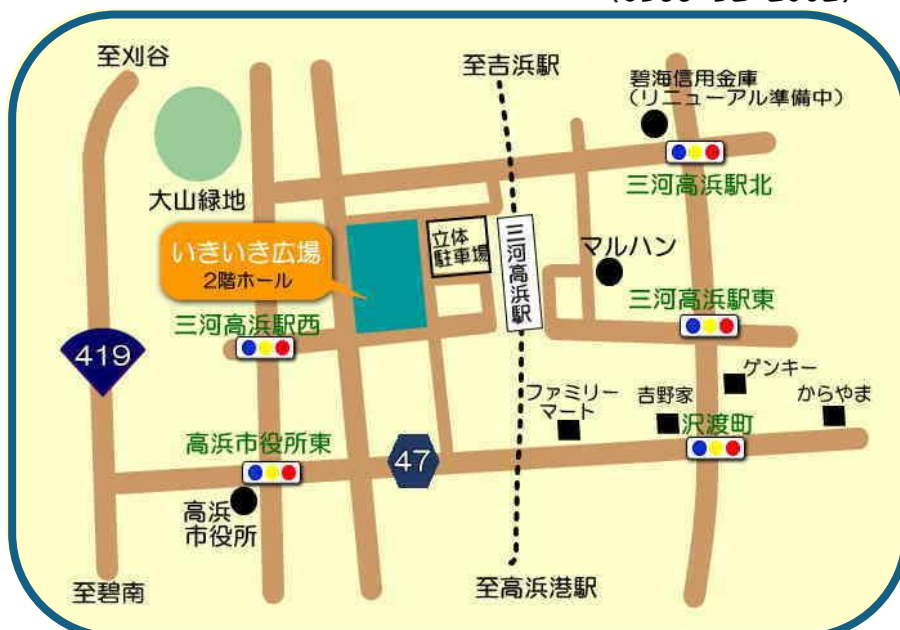 至刈谷
至吉浜駅
碧海信用金庫
(リニューアル準備中)
三河高浜駅北
大山緑地
いきいき広場
2階ホール
立体
駐車場
三河高浜駅
マルハン
三河高浜駅西
三河高浜駅東
419
ゲンキー
ファミリー
マート
吉野家
からやま
沢渡町
高浜市役所東
47
高浜
市役所
至碧南
至高浜港駅